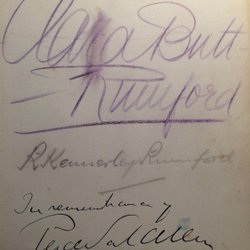 Clara Butt
Rumford
R Kennerley Rumford
In remembrance of